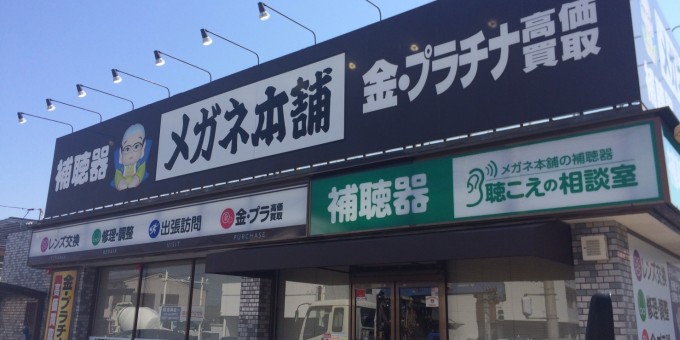 補聴器
メガネ本舗
金・プラチナ高価買取
レンズ交換
修理・調整
出張訪問
VISIT
金・プラ高価買取
PURCHASE
補聴器
メガネ本舗の補聴器
聴こえの相談室
金・プラチナ
レンズ交換
修理・調整